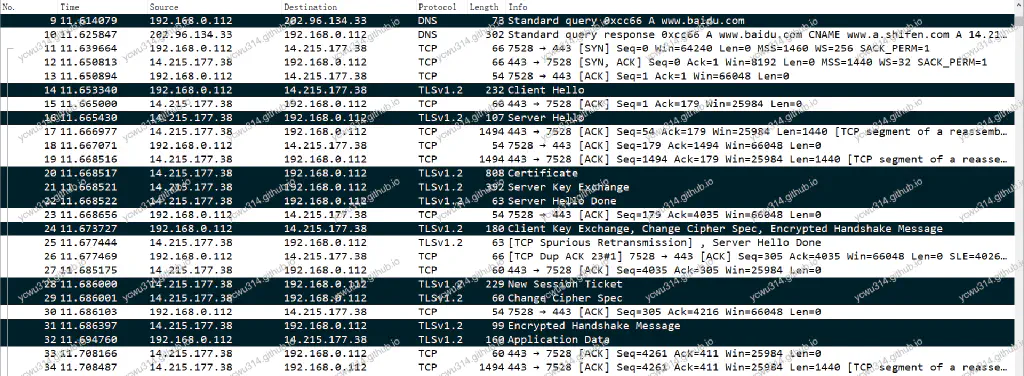 No. Time Source Destination Protocol Length Info
9 11.614079 192.168.0.112 202.96.134.33 DNS 73 Standard query 0xcc66 A www.baidu.com
10 11.625847 202.96.134.33 192.168.0.112 DNS 302 Standard query response 0xcc66 A www.baidu.com CNAME www.a.shifen.com A 14.21…
11 11.639664 192.168.0.112 14.215.177.38 TCP 66 7528 → 443 [SYN] Seq=0 Win=64240 Len=0 MSS=1460 WS=256 SACK_PERM=1
12 11.650813 14.215.177.38 192.168.0.112 TCP 66 443 → 7528 [SYN, ACK] Seq=0 Ack=1 Win=8192 Len=0 MSS=1440 WS=32 SACK_PERM=1
13 11.650894 192.168.0.112 14.215.177.38 TCP 54 7528 → 443 [ACK] Seq=1 Ack=1 Win=66048 Len=0
14 11.653340 192.168.0.112 14.215.177.38 TLSv1.2 232 Client Hello
15 11.665000 14.215.177.38 192.168.0.112 TCP 60 443 → 7528 [ACK] Seq=1 Ack=179 Win=25984 Len=0
16 11.665430 14.215.177.38 192.168.0.112 TLSv1.2 107 Server Hello
17 11.666977 14.215.177.38 192.168.0.112 TCP 1494 443 → 7528 [ACK] Seq=54 Ack=179 Win=25984 Len=1440 [TCP segment of a reassemb…
18 11.667071 192.168.0.112 14.215.177.38 TCP 54 7528 → 443 [ACK] Seq=179 Ack=1494 Win=66048 Len=0
19 11.668516 14.215.177.38 192.168.0.112 TCP 1494 443 → 7528 [ACK] Seq=1494 Ack=179 Win=25984 Len=1440 [TCP segment of a reasse…
20 11.668517 14.215.177.38 192.168.0.112 TLSv1.2 808 Certificate
21 11.668521 14.215.177.38 192.168.0.112 TLSv1.2 392 Server Key Exchange
22 11.668522 14.215.177.38 192.168.0.112 TLSv1.2 63 Server Hello Done
23 11.668656 192.168.0.112 14.215.177.38 TCP 54 7528 → 443 [ACK] Seq=179 Ack=4035 Win=66048 Len=0
24 11.673727 192.168.0.112 14.215.177.38 TLSv1.2 180 Client Key Exchange, Change Cipher Spec, Encrypted Handshake Message
25 11.677444 14.215.177.38 192.168.0.112 TLSv1.2 63 [TCP Spurious Retransmission] , Server Hello Done
26 11.677469 192.168.0.112 14.215.177.38 TCP 66 [TCP Dup ACK 23#1] 7528 → 443 [ACK] Seq=305 Ack=4035 Win=66048 Len=0 SLE=4026…
27 11.685175 14.215.177.38 192.168.0.112 TCP 60 443 → 7528 [ACK] Seq=4035 Ack=305 Win=25984 Len=0
28 11.686000 14.215.177.38 192.168.0.112 TLSv1.2 229 New Session Ticket
29 11.686001 14.215.177.38 192.168.0.112 TLSv1.2 60 Change Cipher Spec
30 11.686103 192.168.0.112 14.215.177.38 TCP 54 7528 → 443 [ACK] Seq=305 Ack=4216 Win=66048 Len=0
31 11.686397 14.215.177.38 192.168.0.112 TLSv1.2 99 Encrypted Handshake Message
32 11.694760 192.168.0.112 14.215.177.38 TLSv1.2 160 Application Data
33 11.708166 14.215.177.38 192.168.0.112 TCP 60 443 → 7528 [ACK] Seq=4261 Ack=411 Win=25984 Len=0
34 11.708487 14.215.177.38 192.168.0.112 TCP 1494 443 → 7528 [ACK] Seq=4261 Ack=411 Win=25984 Len=1440 [TCP segment of a reasse…
yowu314.github.io